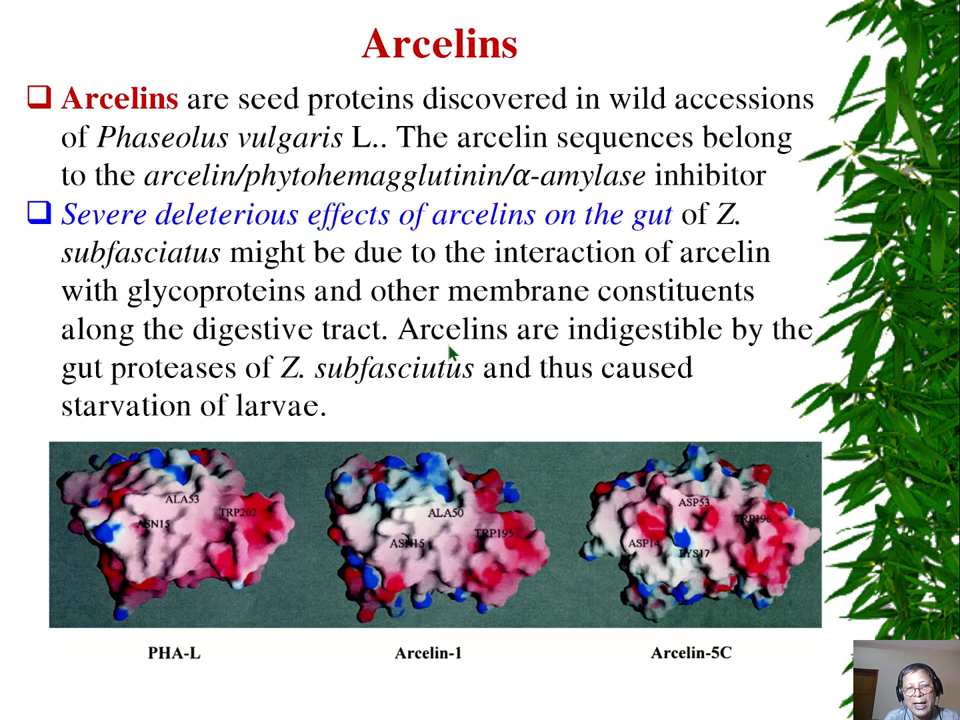 Arcelins
Arcelins are seed proteins discovered in wild accessions
of Phaseolus vulgaris L.. The arcelin sequences belong
to the arcelin/phytohemagglutinin/α-amylase inhibitor
Severe deleterious effects of arcelins on the gut of Z.
subfasciatus might be due to the interaction of arcelin
with glycoproteins and other membrane constituents
along the digestive tract. Arcelins are indigestible by the
gut proteases of Z. subfasciutus and thus caused
starvation of larvae.
ALA53
ASN15
TRP202
ALA50
ASN15
TRP195
ASP53
ASP14
LYS17
TRP196
PHA-L
Arcelin-1
Arcelin-5C